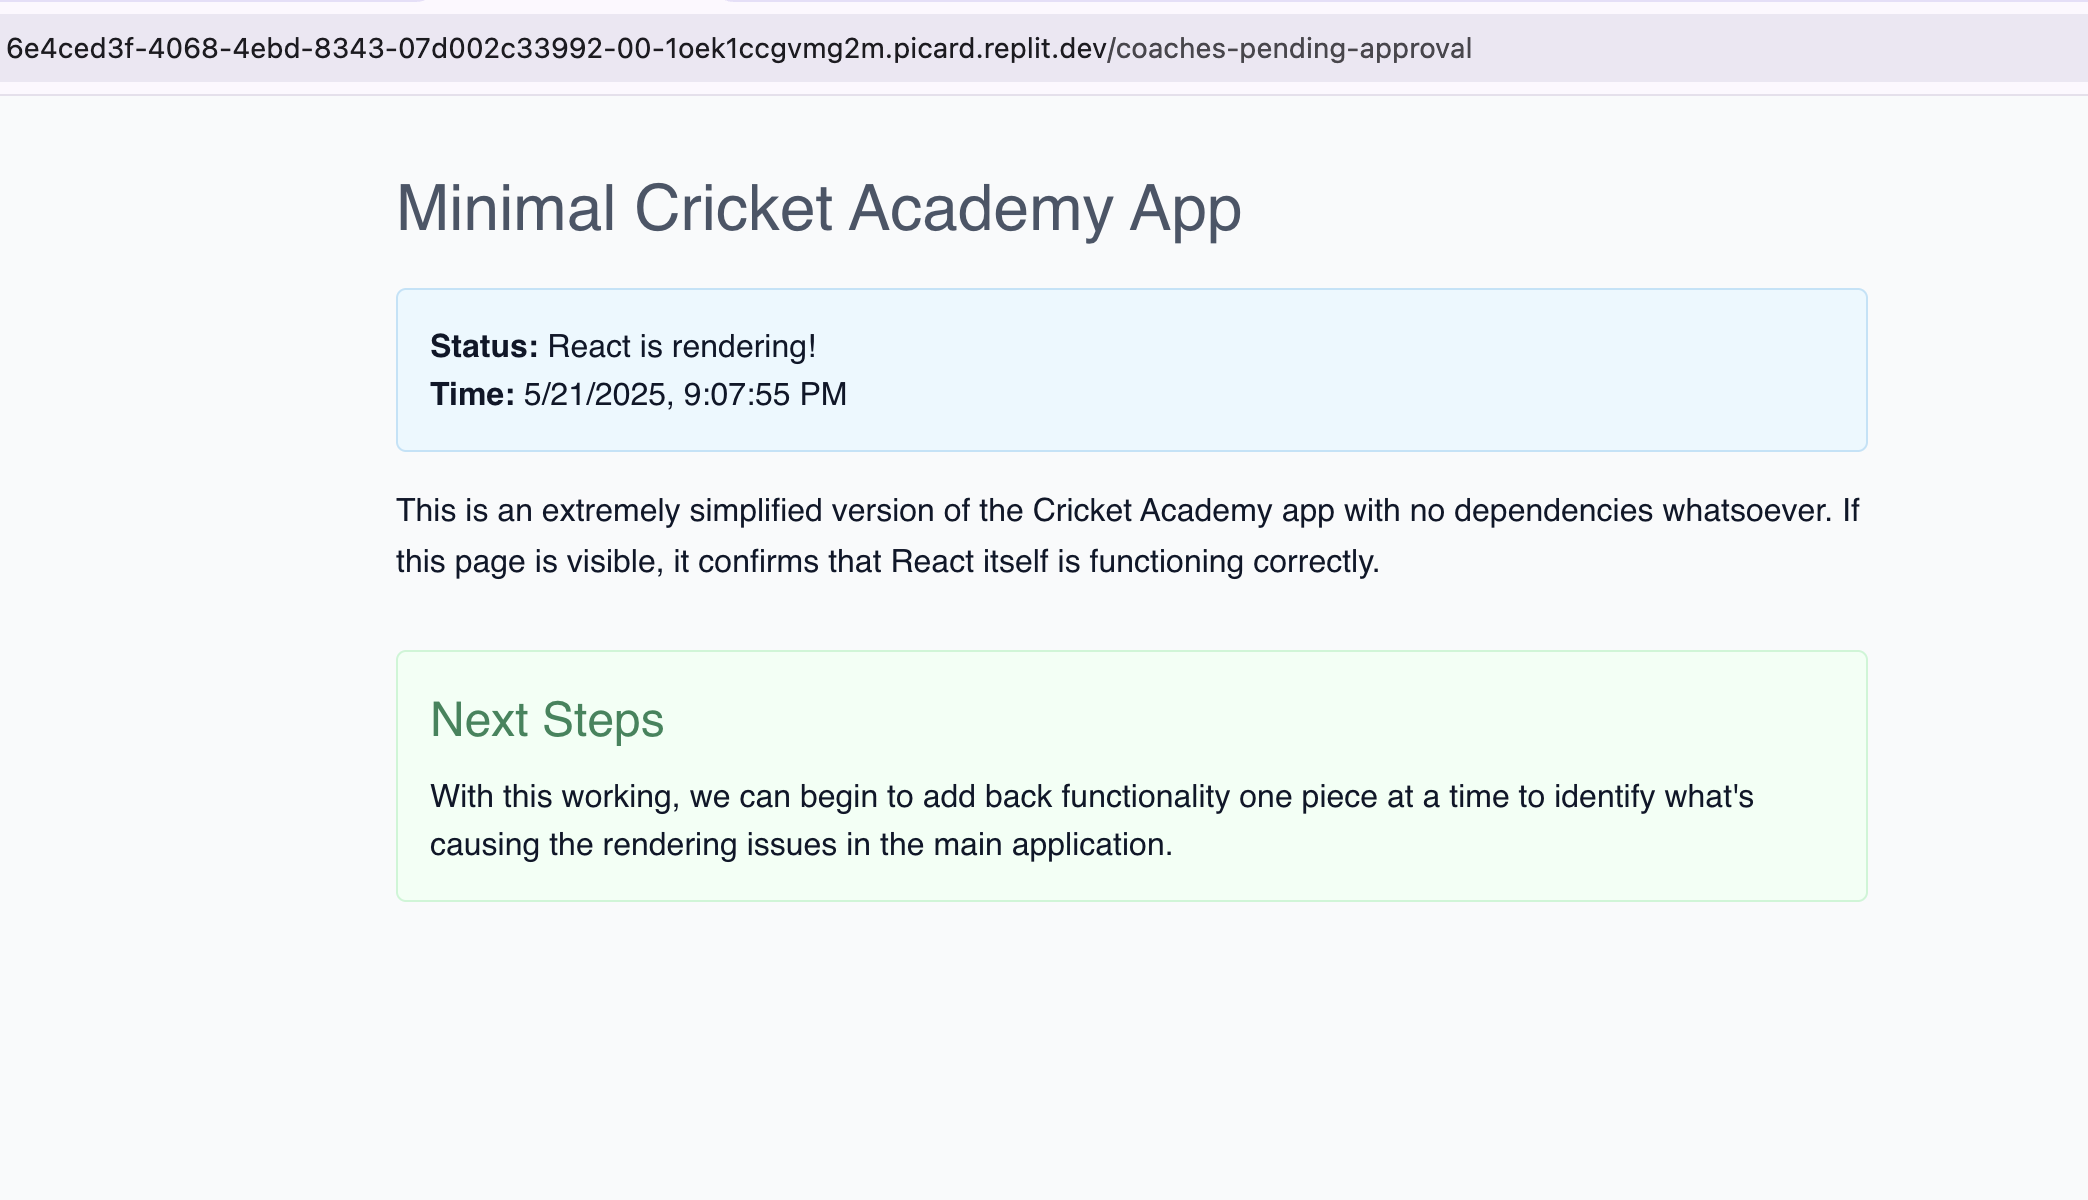 6e4ced3f-4068-4ebd-8343-07d002c33992-00-1oek1ccgvmg2m.picard.replit.dev/coaches-pending-approval
Minimal Cricket Academy App
Status: React is rendering!
Time: 5/21/2025, 9:07:55 PM
This is an extremely simplified version of the Cricket Academy app with no dependencies whatsoever. If
this page is visible, it confirms that React itself is functioning correctly.
Next Steps
With this working, we can begin to add back functionality one piece at a time to identify what's
causing the rendering issues in the main application.